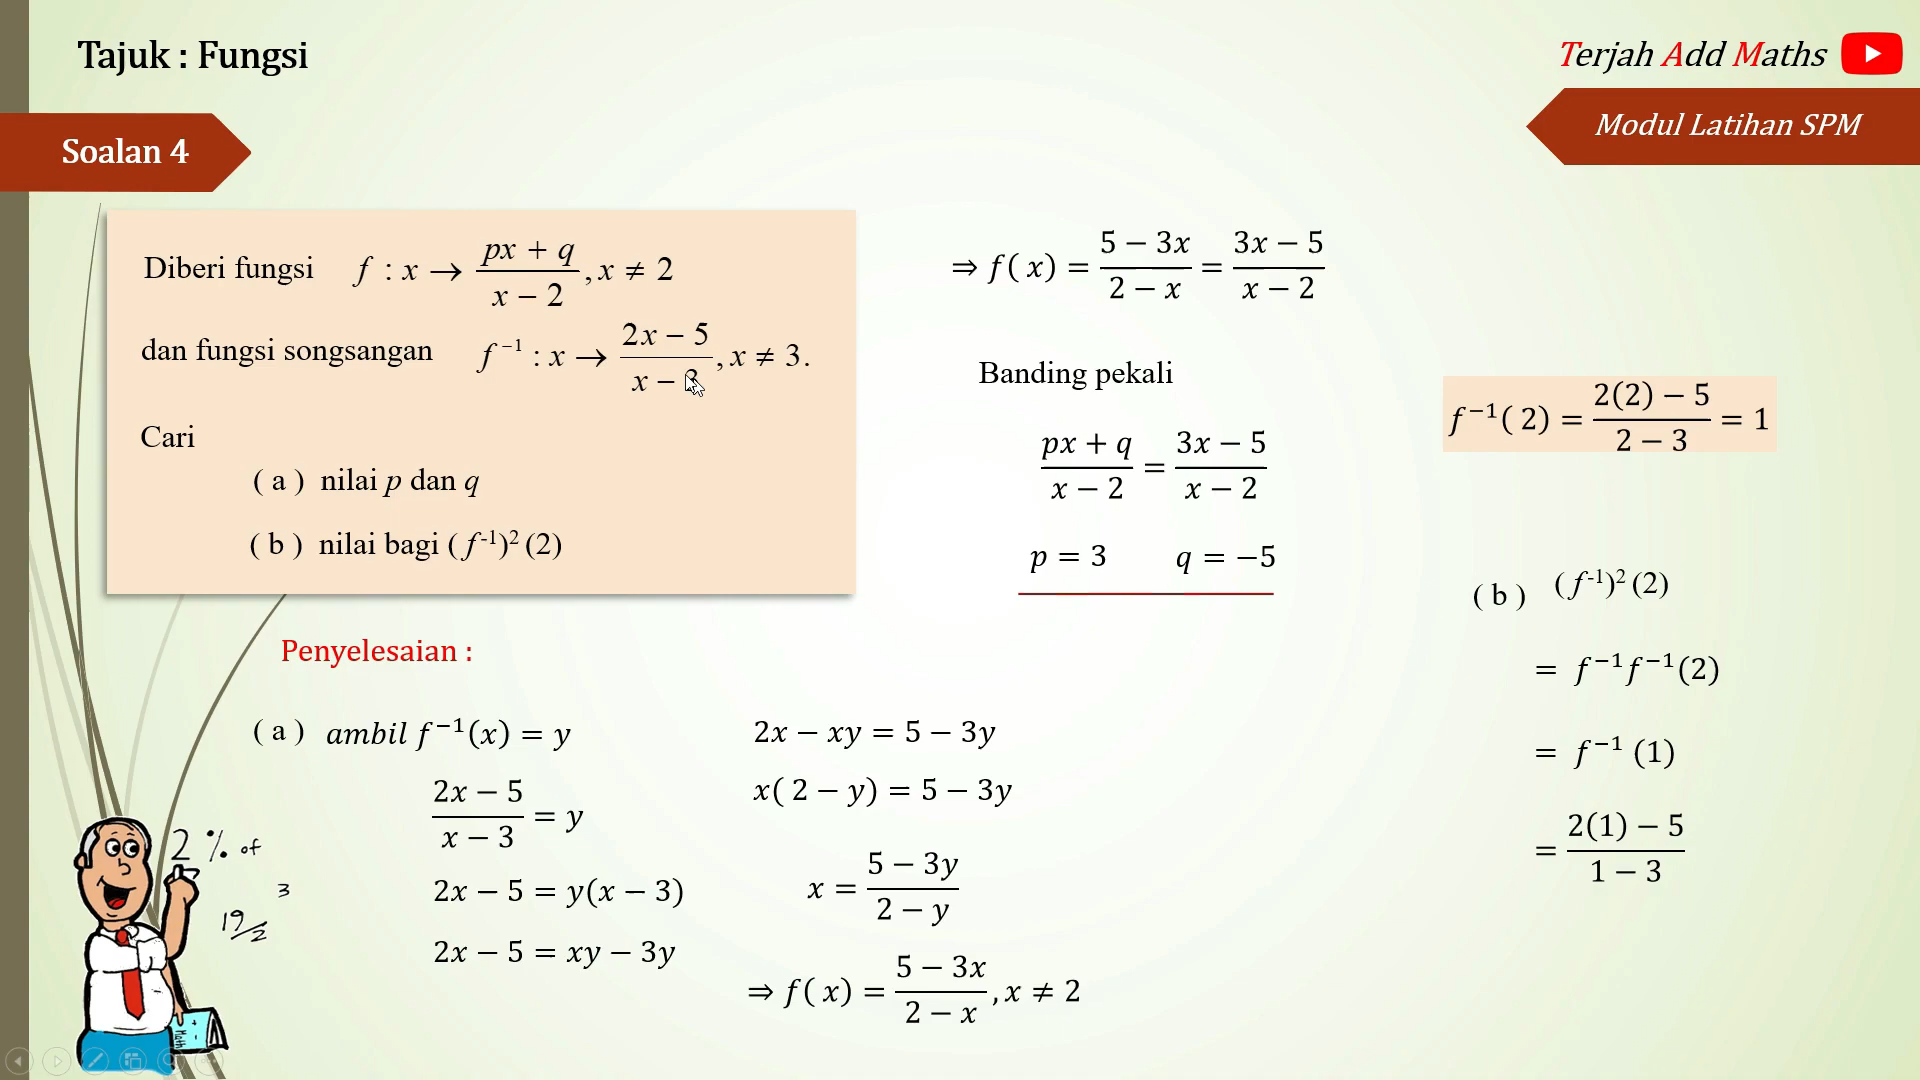 Tajuk : Fungsi
Terjah Add Maths
Modul Latihan SPM
Soalan 4
Diberi fungsi f : x → (px + q)/(x − 2), x ≠ 2
dan fungsi songsangan f⁻¹ : x → (2x − 5)/(x − 3), x ≠ 3.
Cari
( a ) nilai p dan q
( b ) nilai bagi ( f⁻¹)² (2)
Penyelesaian :
( a ) ambil f⁻¹(x) = y
(2x − 5)/(x − 3) = y
2x − 5 = y(x − 3)
2x − 5 = xy − 3y
2x − xy = 5 − 3y
x( 2 − y) = 5 − 3y
x = (5 − 3y)/(2 − y)
⇒ f( x) = (5 − 3x)/(2 − x), x ≠ 2
⇒ f( x) = (5 − 3x)/(2 − x) = (3x − 5)/(x − 2)
Banding pekali
(px + q)/(x − 2) = (3x − 5)/(x − 2)
p = 3 q = −5
f⁻¹( 2) = (2(2) − 5)/(2 − 3) = 1
( b ) ( f⁻¹)² (2)
= f⁻¹f⁻¹(2)
= f⁻¹ (1)
= (2(1) − 5)/(1 − 3)
2 % of
3
19/2
Math